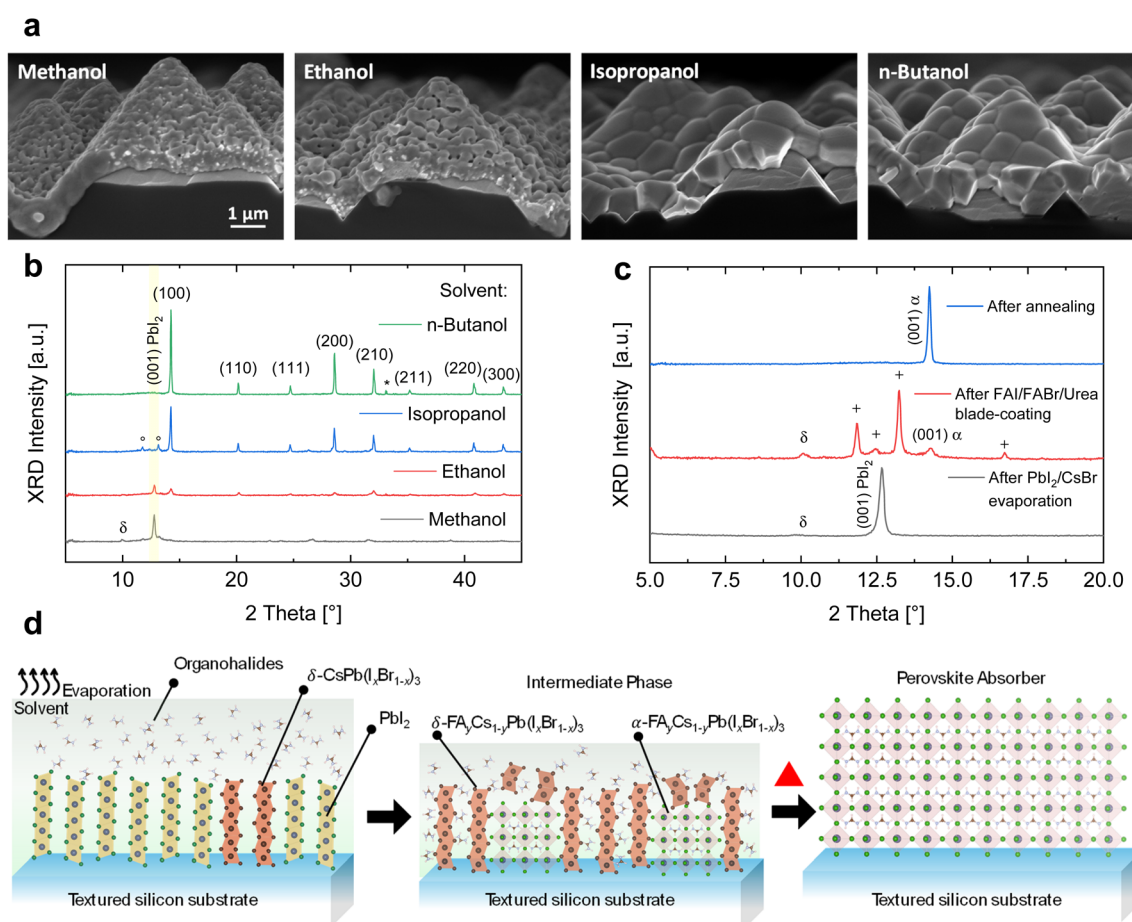 a
Methanol
Ethanol
Isopropanol
n-Butanol
1 µm
b
XRD Intensity [a.u.]
(001) PbI₂
(100)
(110)
(111)
(200)
(210)
*
(211)
(220)
(300)
Solvent:
n-Butanol
° °
Isopropanol
Ethanol
δ
Methanol
10 20 30 40
2 Theta [°]
c
XRD Intensity [a.u.]
(001) α
After annealing
δ
+
+
+
(001) α
+
After FAI/FABr/Urea
blade-coating
δ
(001) PbI₂
After PbI₂/CsBr
evaporation
5.0 7.5 10.0 12.5 15.0 17.5 20.0
2 Theta [°]
d
Evaporation
Solvent
Organohalides
δ-CsPb(IₓBr₁₋ₓ)₃
PbI₂
Textured silicon substrate
Intermediate Phase
δ-FAᵧCs₁₋ᵧPb(IₓBr₁₋ₓ)₃
α-FAᵧCs₁₋ᵧPb(IₓBr₁₋ₓ)₃
Textured silicon substrate
Perovskite Absorber
Textured silicon substrate